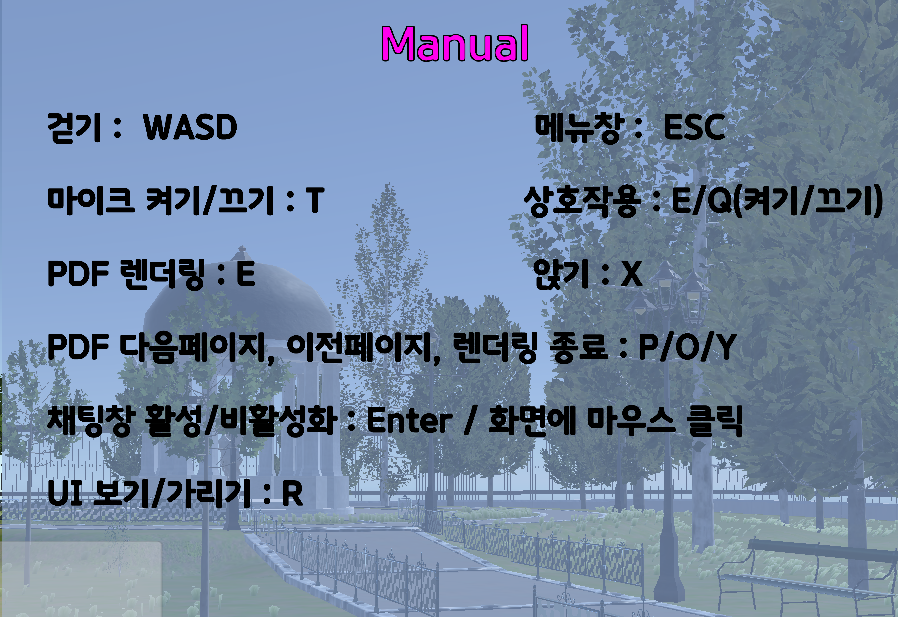 Manual
걷기 : WASD 메뉴창 : ESC
마이크 켜기/끄기 : T 상호작용 : E/Q(켜기/끄기)
PDF 렌더링 : E 앉기 : X
PDF 다음페이지, 이전페이지, 렌더링 종료 : P/O/Y
채팅창 활성/비활성화 : Enter / 화면에 마우스 클릭
UI 보기/가리기 : R